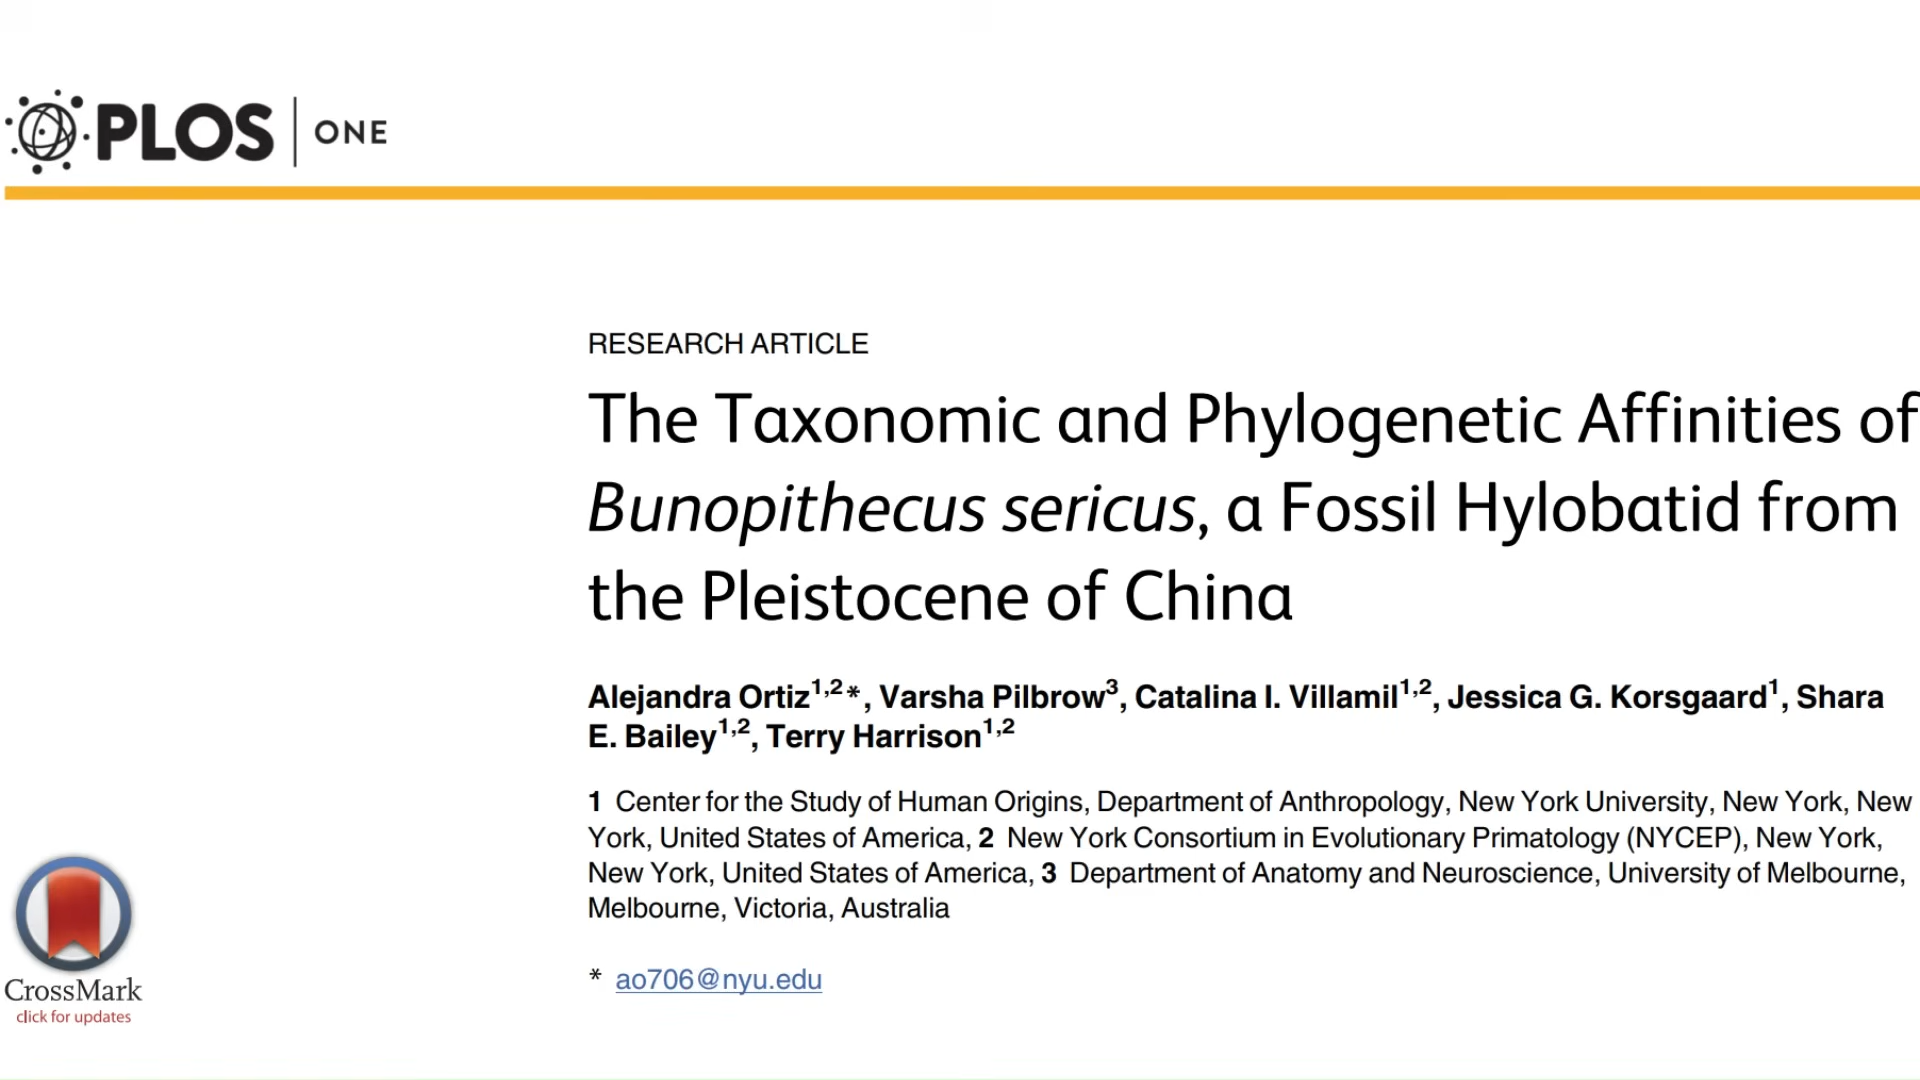 PLOS | ONE
RESEARCH ARTICLE
The Taxonomic and Phylogenetic Affinities of
Bunopithecus sericus, a Fossil Hylobatid from
the Pleistocene of China
Alejandra Ortiz1,2*, Varsha Pilbrow3, Catalina I. Villamil1,2, Jessica G. Korsgaard1, Shara
E. Bailey1,2, Terry Harrison1,2
1 Center for the Study of Human Origins, Department of Anthropology, New York University, New York, New
York, United States of America, 2 New York Consortium in Evolutionary Primatology (NYCEP), New York,
New York, United States of America, 3 Department of Anatomy and Neuroscience, University of Melbourne,
Melbourne, Victoria, Australia
* ao706@nyu.edu
CrossMark
click for updates